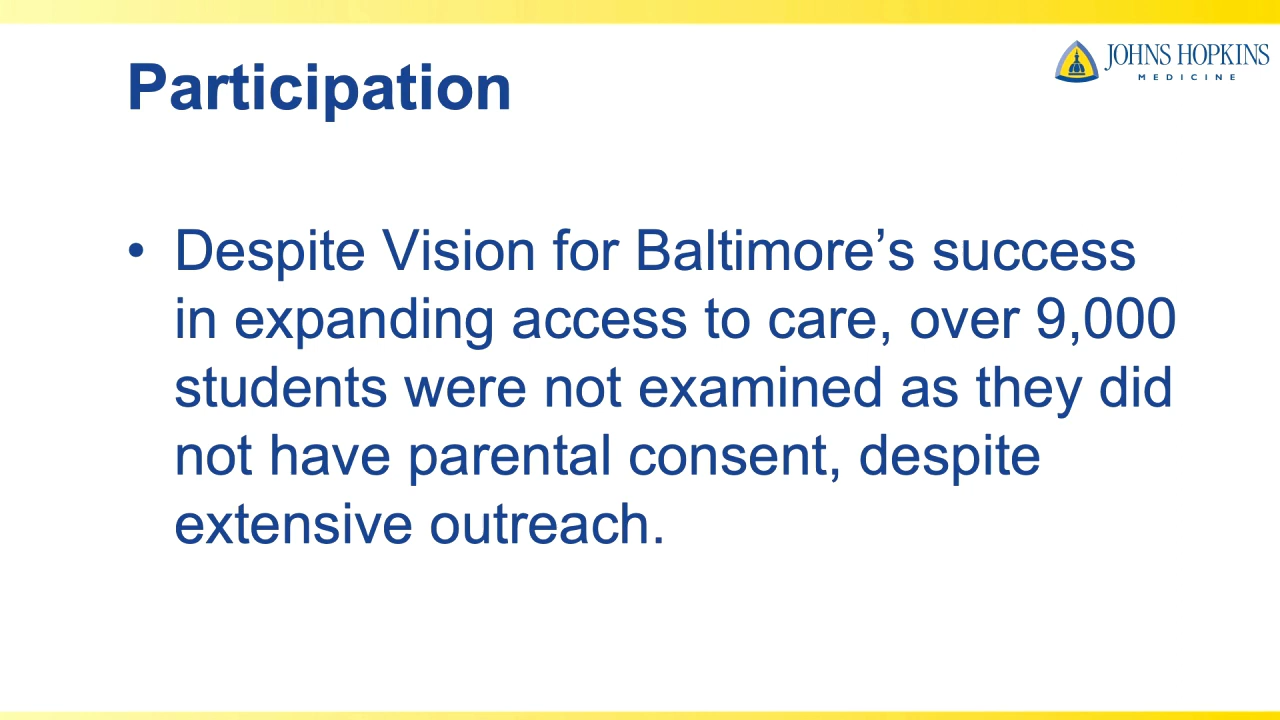 Participation
JOHNS HOPKINS
MEDICINE
• Despite Vision for Baltimore’s success
in expanding access to care, over 9,000
students were not examined as they did
not have parental consent, despite
extensive outreach.